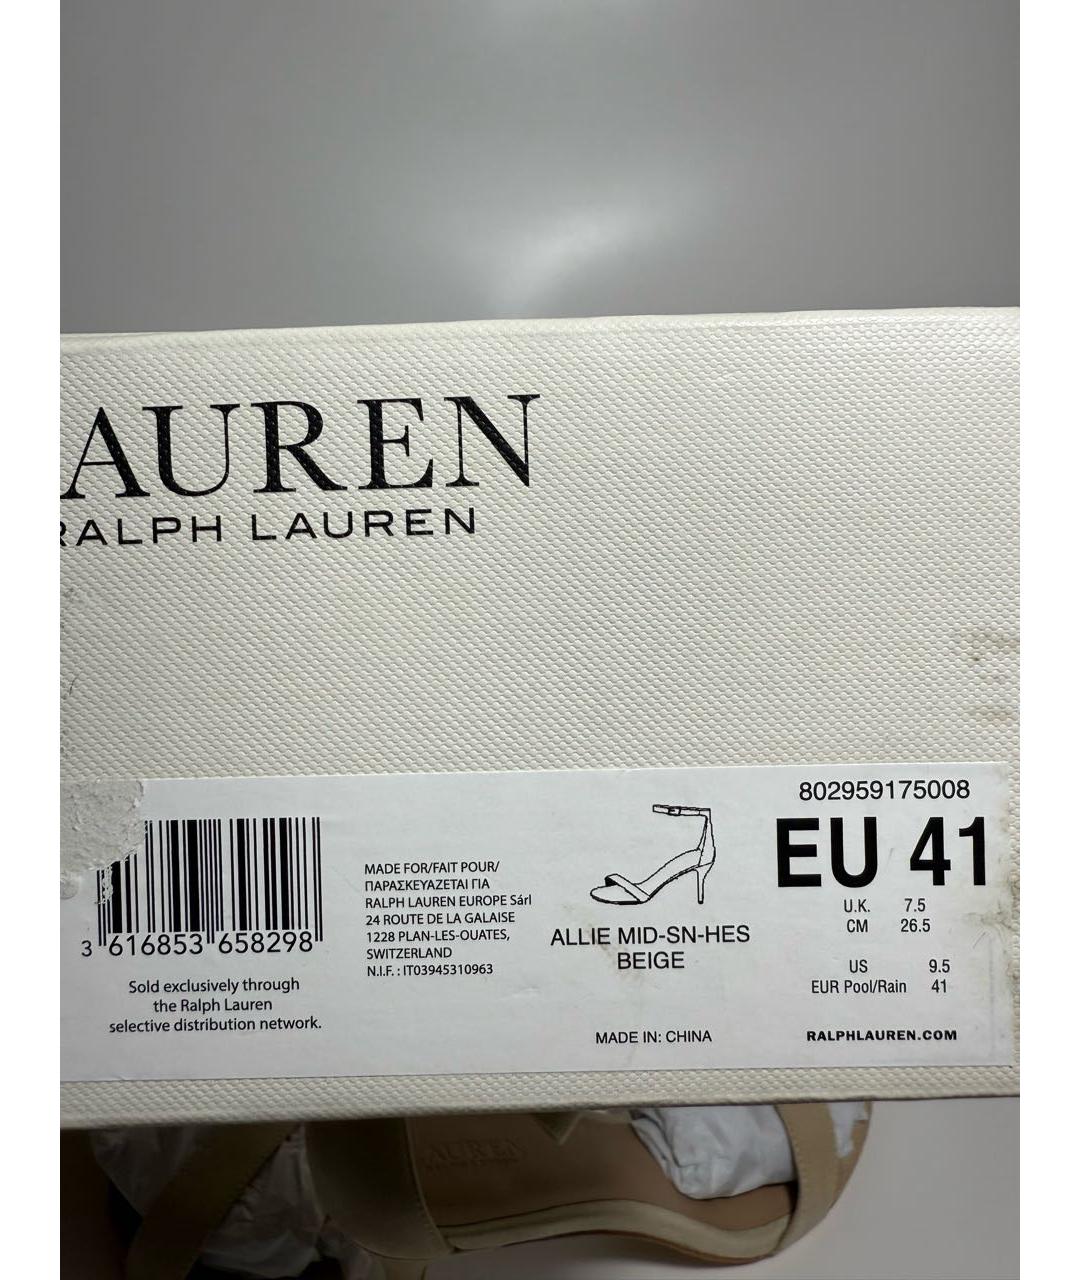 AUREN
RALPH LAUREN
802959175008
EU 41
U.K. 7.5
CM 26.5
US 9.5
EUR Pool/Rain 41
RALPHLAUREN.COM
ALLIE MID-SN-HES
BEIGE
MADE IN: CHINA
MADE FOR/FAIT POUR/
ΠΑΡΑΣΚΕΥΑΖΕΤΑΙ ΓΙΑ
RALPH LAUREN EUROPE Sárl
24 ROUTE DE LA GALAISE
1228 PLAN-LES-OUATES,
SWITZERLAND
N.I.F. : IT03945310963
3 616853 658298
Sold exclusively through
the Ralph Lauren
selective distribution network.
AUREN